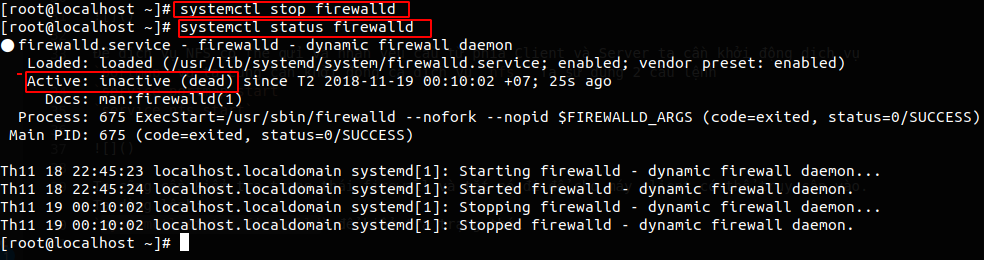 [root@localhost ~]# systemctl stop firewalld
[root@localhost ~]# systemctl status firewalld
● firewalld.service - firewalld - dynamic firewall daemon
Loaded: loaded (/usr/lib/systemd/system/firewalld.service; enabled; vendor preset: enabled)
Active: inactive (dead) since T2 2018-11-19 00:10:02 +07; 25s ago
Docs: man:firewalld(1)
Process: 675 ExecStart=/usr/sbin/firewalld --nofork --nopid $FIREWALLD_ARGS (code=exited, status=0/SUCCESS)
Main PID: 675 (code=exited, status=0/SUCCESS)
Th11 18 22:45:23 localhost.localdomain systemd[1]: Starting firewalld - dynamic firewall daemon...
Th11 18 22:45:24 localhost.localdomain systemd[1]: Started firewalld - dynamic firewall daemon.
Th11 19 00:10:02 localhost.localdomain systemd[1]: Stopping firewalld - dynamic firewall daemon...
Th11 19 00:10:02 localhost.localdomain systemd[1]: Stopped firewalld - dynamic firewall daemon.
[root@localhost ~]#